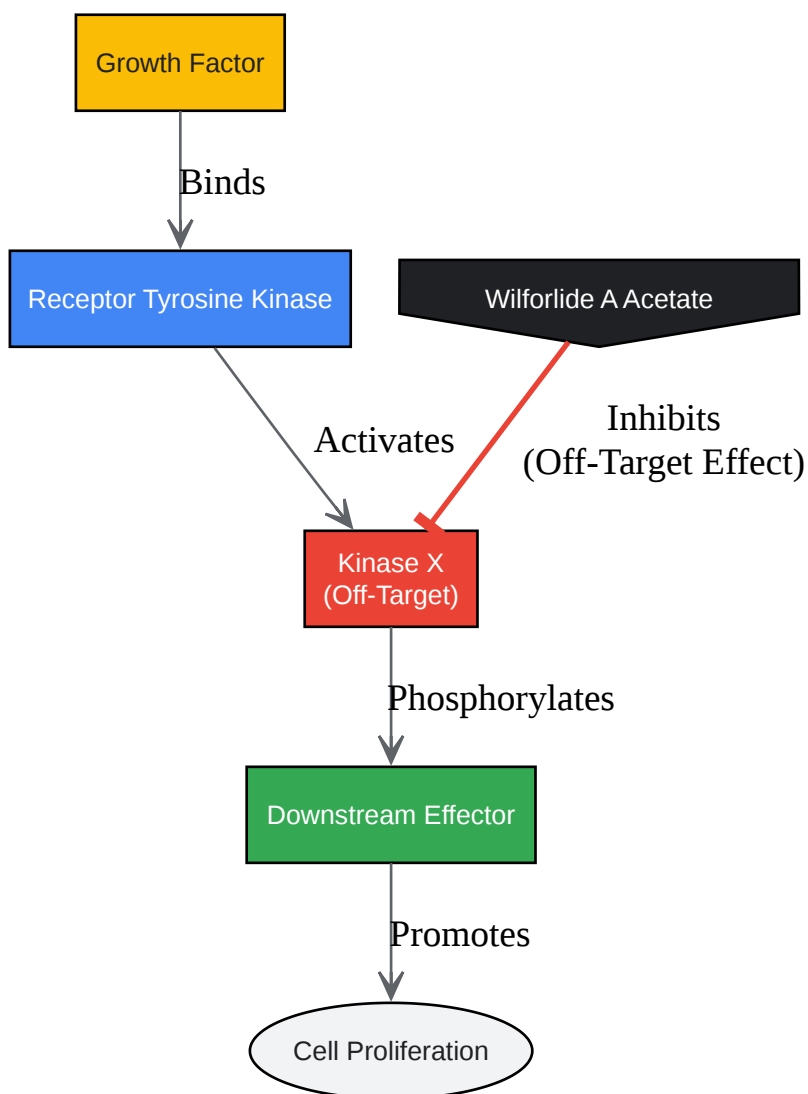 Growth Factor
Binds
Receptor Tyrosine Kinase
Wilforlide A Acetate
Activates
Inhibits
(Off-Target Effect)
Kinase X
(Off-Target)
Phosphorylates
Downstream Effector
Promotes
Cell Proliferation